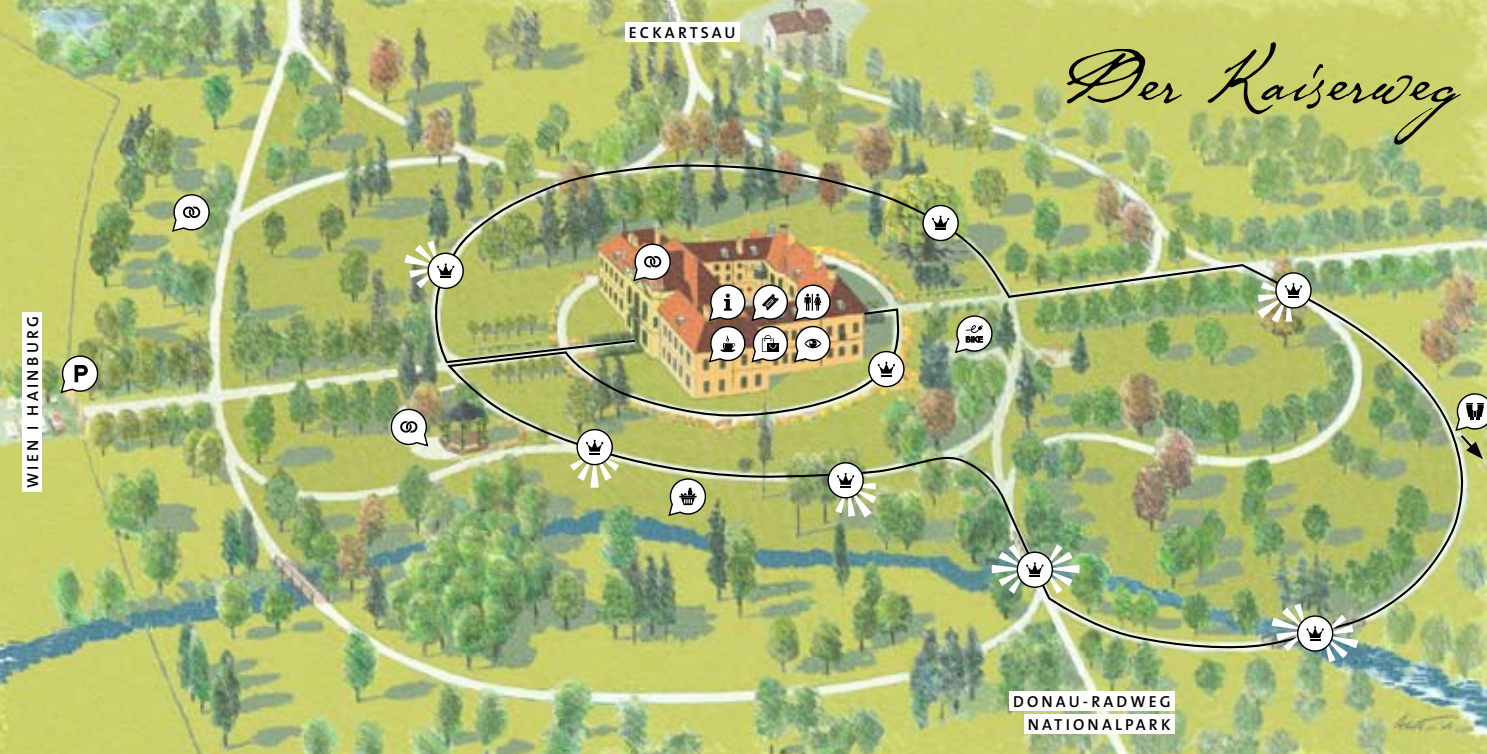 ECKARTSAU
Der Kaiserweg
WIEN | HAINBURG
P
i
e
BIKE
DONAU-RADWEG
NATIONALPARK